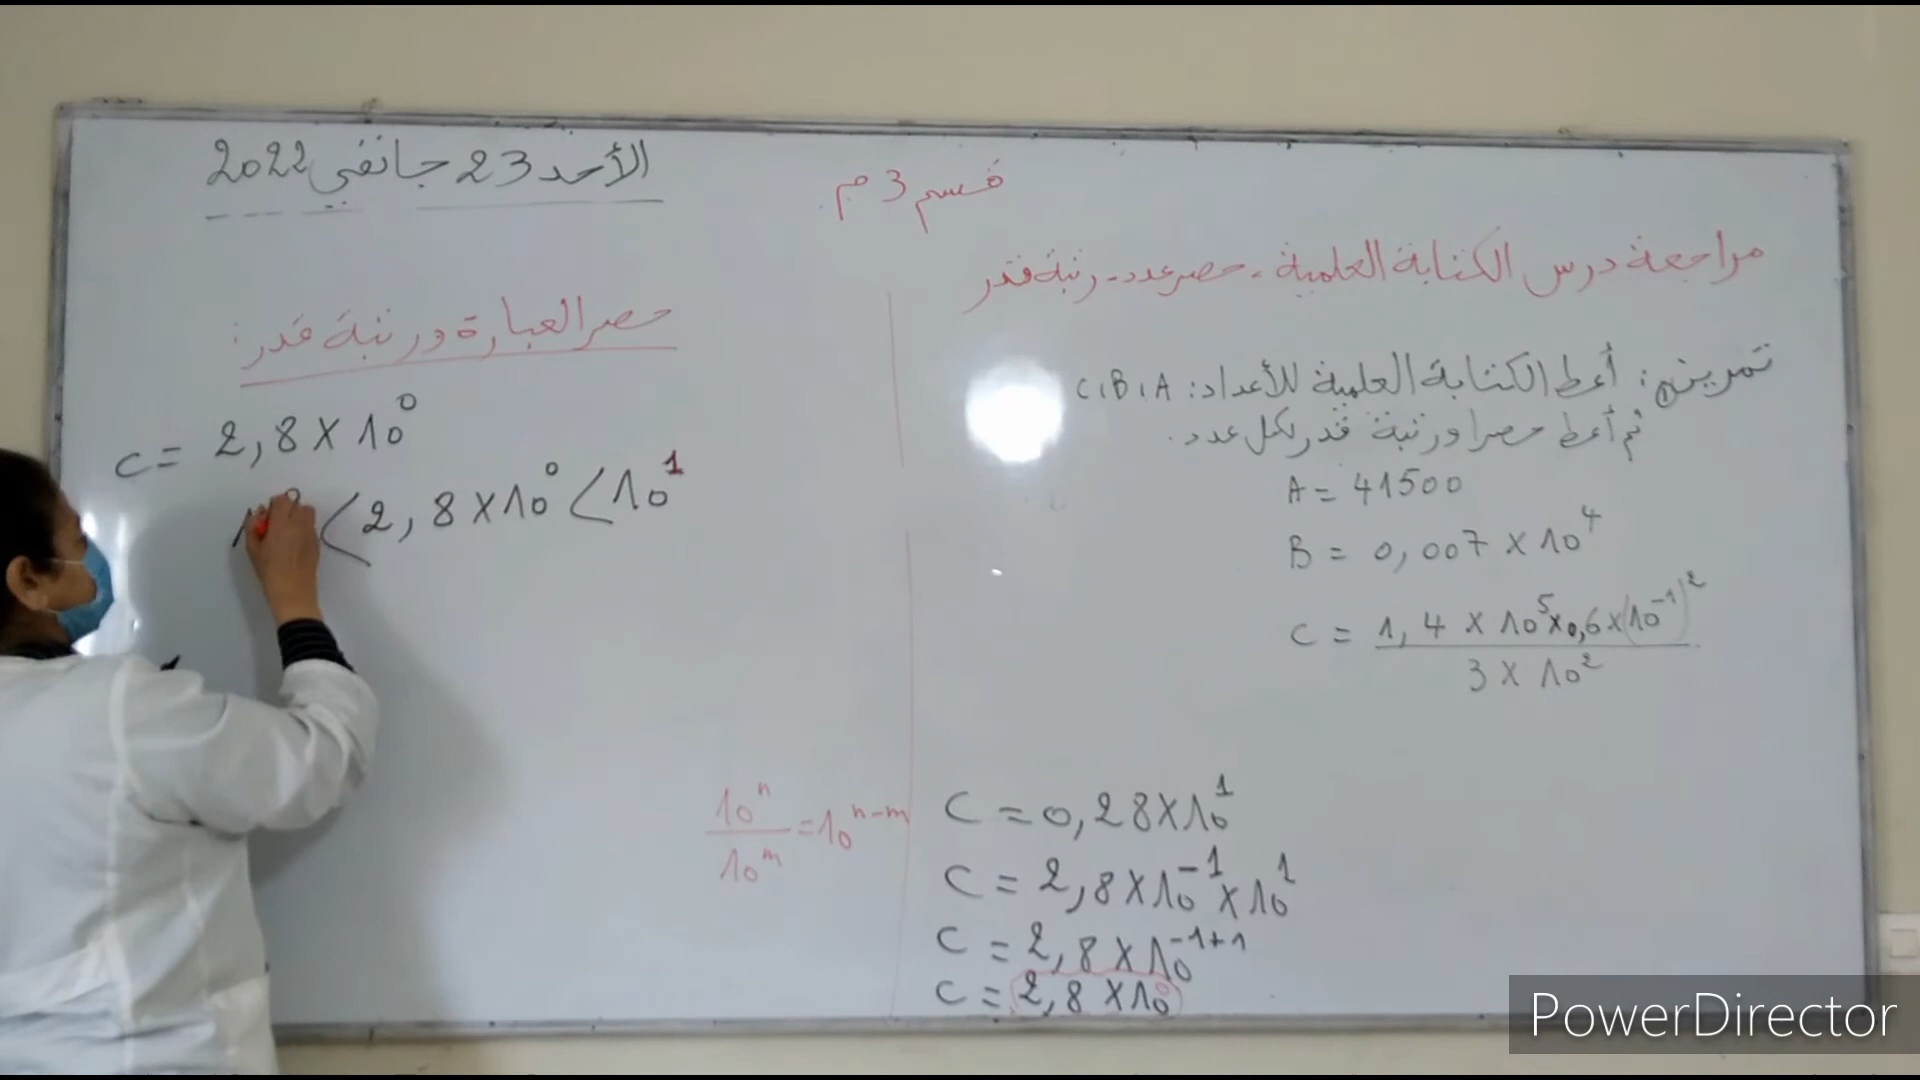 الأحد 23 جانفي 2022
قسم 3 م
مراجعة درس الكتابة العلمية - حصر عدد - رتبة قدر
تمرين 1: أعط الكتابة العلمية للأعداد: C، B، A
ثم أعط حصرا ورتبة قدر لكل عدد.
A = 41500
B = 0,007 × 10⁴
C = (1,4 × 10⁵ × 0,6 × (10⁻¹)²) / (3 × 10²)
C = 0,28 × 10¹
C = 2,8 × 10⁻¹ × 10¹
C = 2,8 × 10⁻¹⁺¹
C = 2,8 × 10⁰
10ⁿ / 10ᵐ = 10ⁿ⁻ᵐ
حصر العبارة ورتبة قدر:
C = 2,8 × 10⁰
< 2,8 × 10⁰ < 10¹
PowerDirector